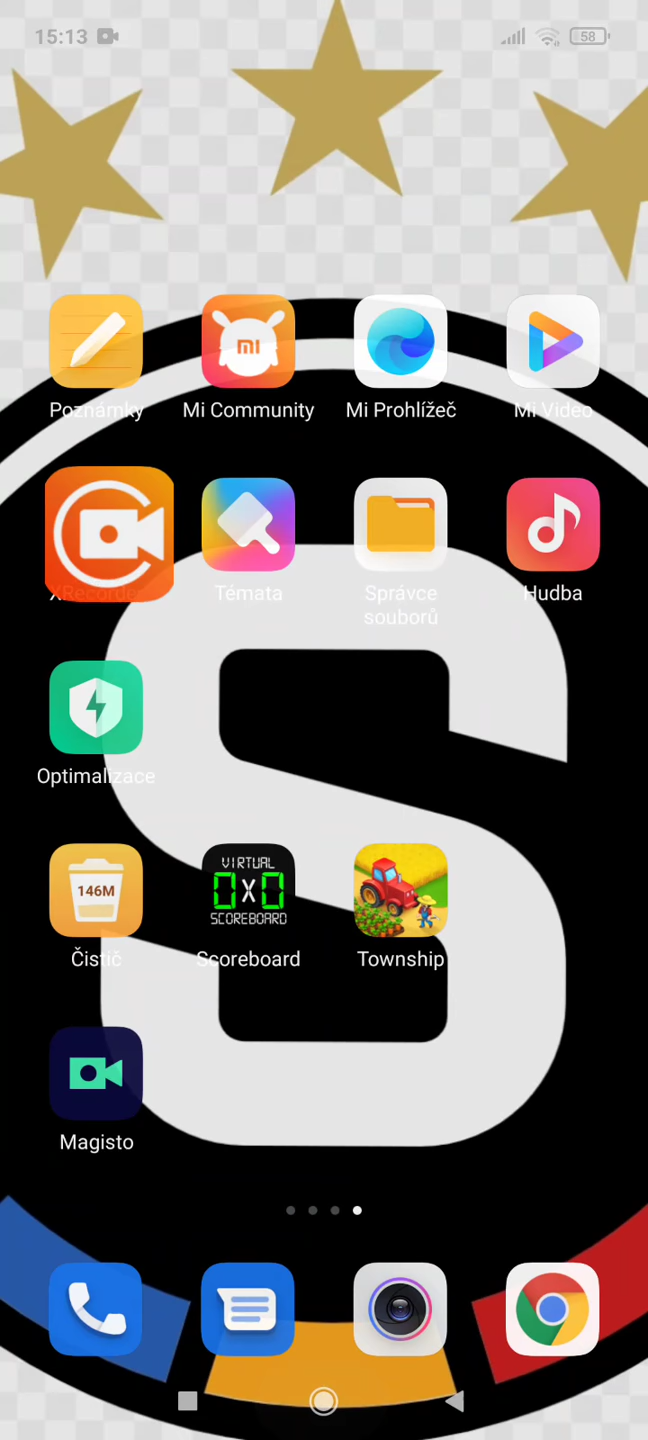 15:13
58
Poznámky
Mi Community
Mi Prohlížeč
Mi Video
XRecorder
Témata
Správce
souborů
Hudba
Optimalizace
146M
VIRTUAL
0X0
SCOREBOARD
Čistič
Scoreboard
Township
Magisto